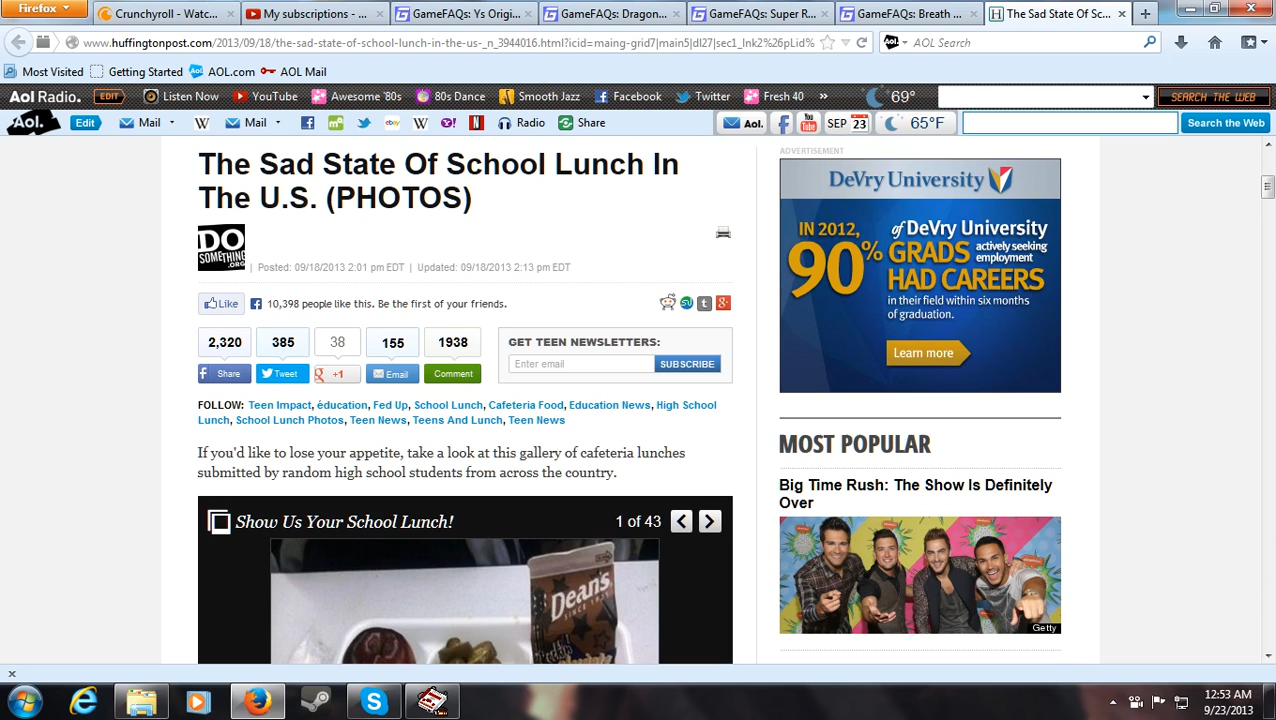 Firefox
Crunchyroll - Watc...
My subscriptions - ...
GameFAQs: Ys Origi...
GameFAQs: Dragon...
GameFAQs: Super R...
GameFAQs: Breath ...
The Sad State Of Sc...
www.huffingtonpost.com/2013/09/18/the-sad-state-of-school-lunch-in-the-us-_n_3944016.html?icid=maing-grid7|main5|dl27|sec1_lnk2%26pLid%
Aol. AOL Search
Most Visited Getting Started AOL.com AOL Mail
Aol Radio. EDIT Listen Now YouTube Awesome '80s 80s Dance Smooth Jazz Facebook Twitter Fresh 40 69° SEARCH THE WEB
Aol. Edit Mail W Mail W Radio Share Aol. You Tube SEP 23 65°F Search the Web
The Sad State Of School Lunch In
The U.S. (PHOTOS)
DO
SOMETHING
.ORG
| Posted: 09/18/2013 2:01 pm EDT | Updated: 09/18/2013 2:13 pm EDT
Like 10,398 people like this. Be the first of your friends.
2,320 385 38 155 1938
Share Tweet +1 Email Comment
GET TEEN NEWSLETTERS:
Enter email SUBSCRIBE
FOLLOW: Teen Impact, éducation, Fed Up, School Lunch, Cafeteria Food, Education News, High School
Lunch, School Lunch Photos, Teen News, Teens And Lunch, Teen News
If you'd like to lose your appetite, take a look at this gallery of cafeteria lunches
submitted by random high school students from across the country.
Show Us Your School Lunch! 1 of 43
Dean's
ADVERTISEMENT
DeVry University
IN 2012,
90%
of DeVry University
GRADS actively seeking employment
HAD CAREERS
in their field within six months
of graduation.
Learn more
MOST POPULAR
Big Time Rush: The Show Is Definitely
Over
Getty
12:53 AM
9/23/2013